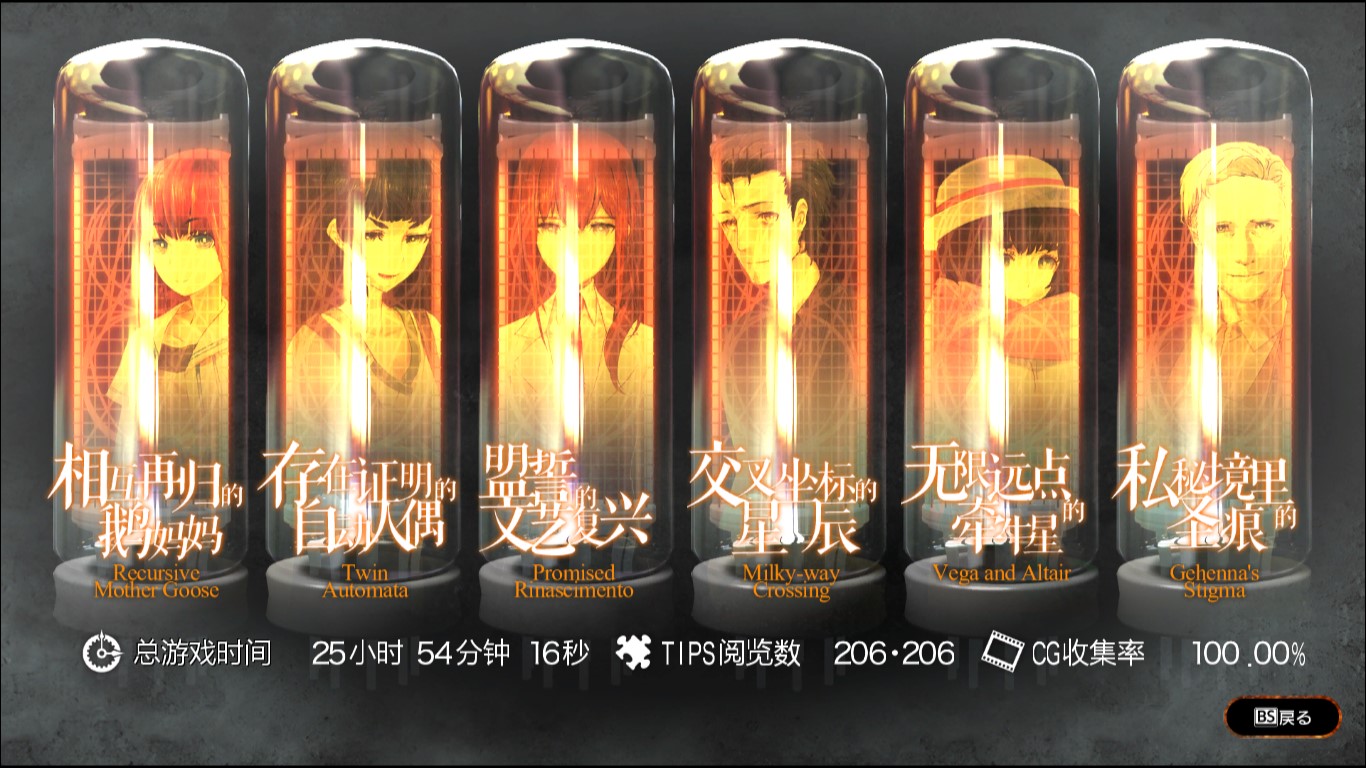 相互再归的
鹅妈妈
Recursive
Mother Goose
存在证明的
自动人偶
Twin
Automata
盟誓的
文艺复兴
Promised
Rinascimento
交叉坐标的
星辰
Milky-way
Crossing
无限远点的
牵牛星
Vega and Altair
私秘境里的
圣痕
Gehenna's
Stigma
总游戏时间 25小时 54分钟 16秒 TIPS阅览数 206・206 CG收集率 100.00%
BS戻る